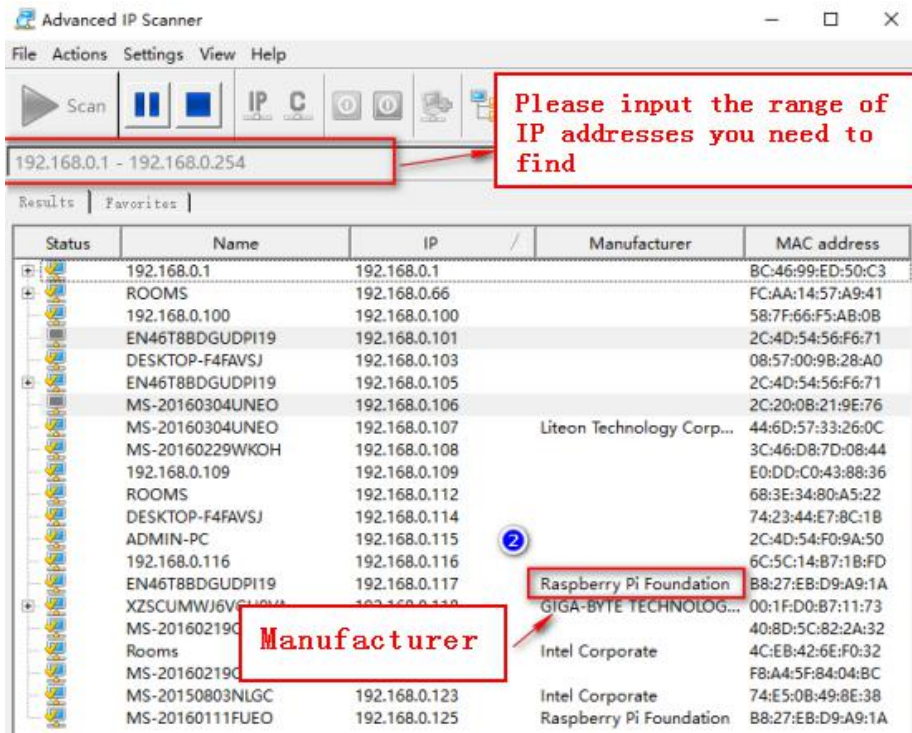 Advanced IP Scanner
File Actions Settings View Help
Scan IP C
Please input the range of
IP addresses you need to
find
192.168.0.1 - 192.168.0.254
Results Favorites
Status Name IP Manufacturer MAC address
192.168.0.1 192.168.0.1 BC:46:99:ED:50:C3
ROOMS 192.168.0.66 FC:AA:14:57:A9:41
192.168.0.100 192.168.0.100 58:7F:66:F5:AB:0B
EN46T8BDGUDPI19 192.168.0.101 2C:4D:54:56:F6:71
DESKTOP-F4FAVSJ 192.168.0.103 08:57:00:9B:28:A0
EN46T8BDGUDPI19 192.168.0.105 2C:4D:54:56:F6:71
MS-20160304UNEO 192.168.0.106 2C:20:0B:21:9E:76
MS-20160304UNEO 192.168.0.107 Liteon Technology Corp... 44:6D:57:33:26:0C
MS-20160229WKOH 192.168.0.108 3C:46:D8:7D:08:44
192.168.0.109 192.168.0.109 E0:DD:C0:43:88:36
ROOMS 192.168.0.112 68:3E:34:80:A5:22
DESKTOP-F4FAVSJ 192.168.0.114 74:23:44:E7:8C:1B
ADMIN-PC 192.168.0.115 2 2C:4D:54:F0:9A:50
192.168.0.116 192.168.0.116 6C:5C:14:B7:1B:FD
EN46T8BDGUDPI19 192.168.0.117 Raspberry Pi Foundation B8:27:EB:D9:A9:1A
GIGA-BYTE TECHNOLOG... 00:1F:D0:B7:11:73
40:8D:5C:82:2A:32
Manufacturer
Rooms Intel Corporate 4C:EB:42:6E:F0:32
F8:A4:5F:84:04:BC
MS-20150803NLGC 192.168.0.123 Intel Corporate 74:E5:0B:49:8E:38
MS-20160111FUEO 192.168.0.125 Raspberry Pi Foundation B8:27:EB:D9:A9:1A